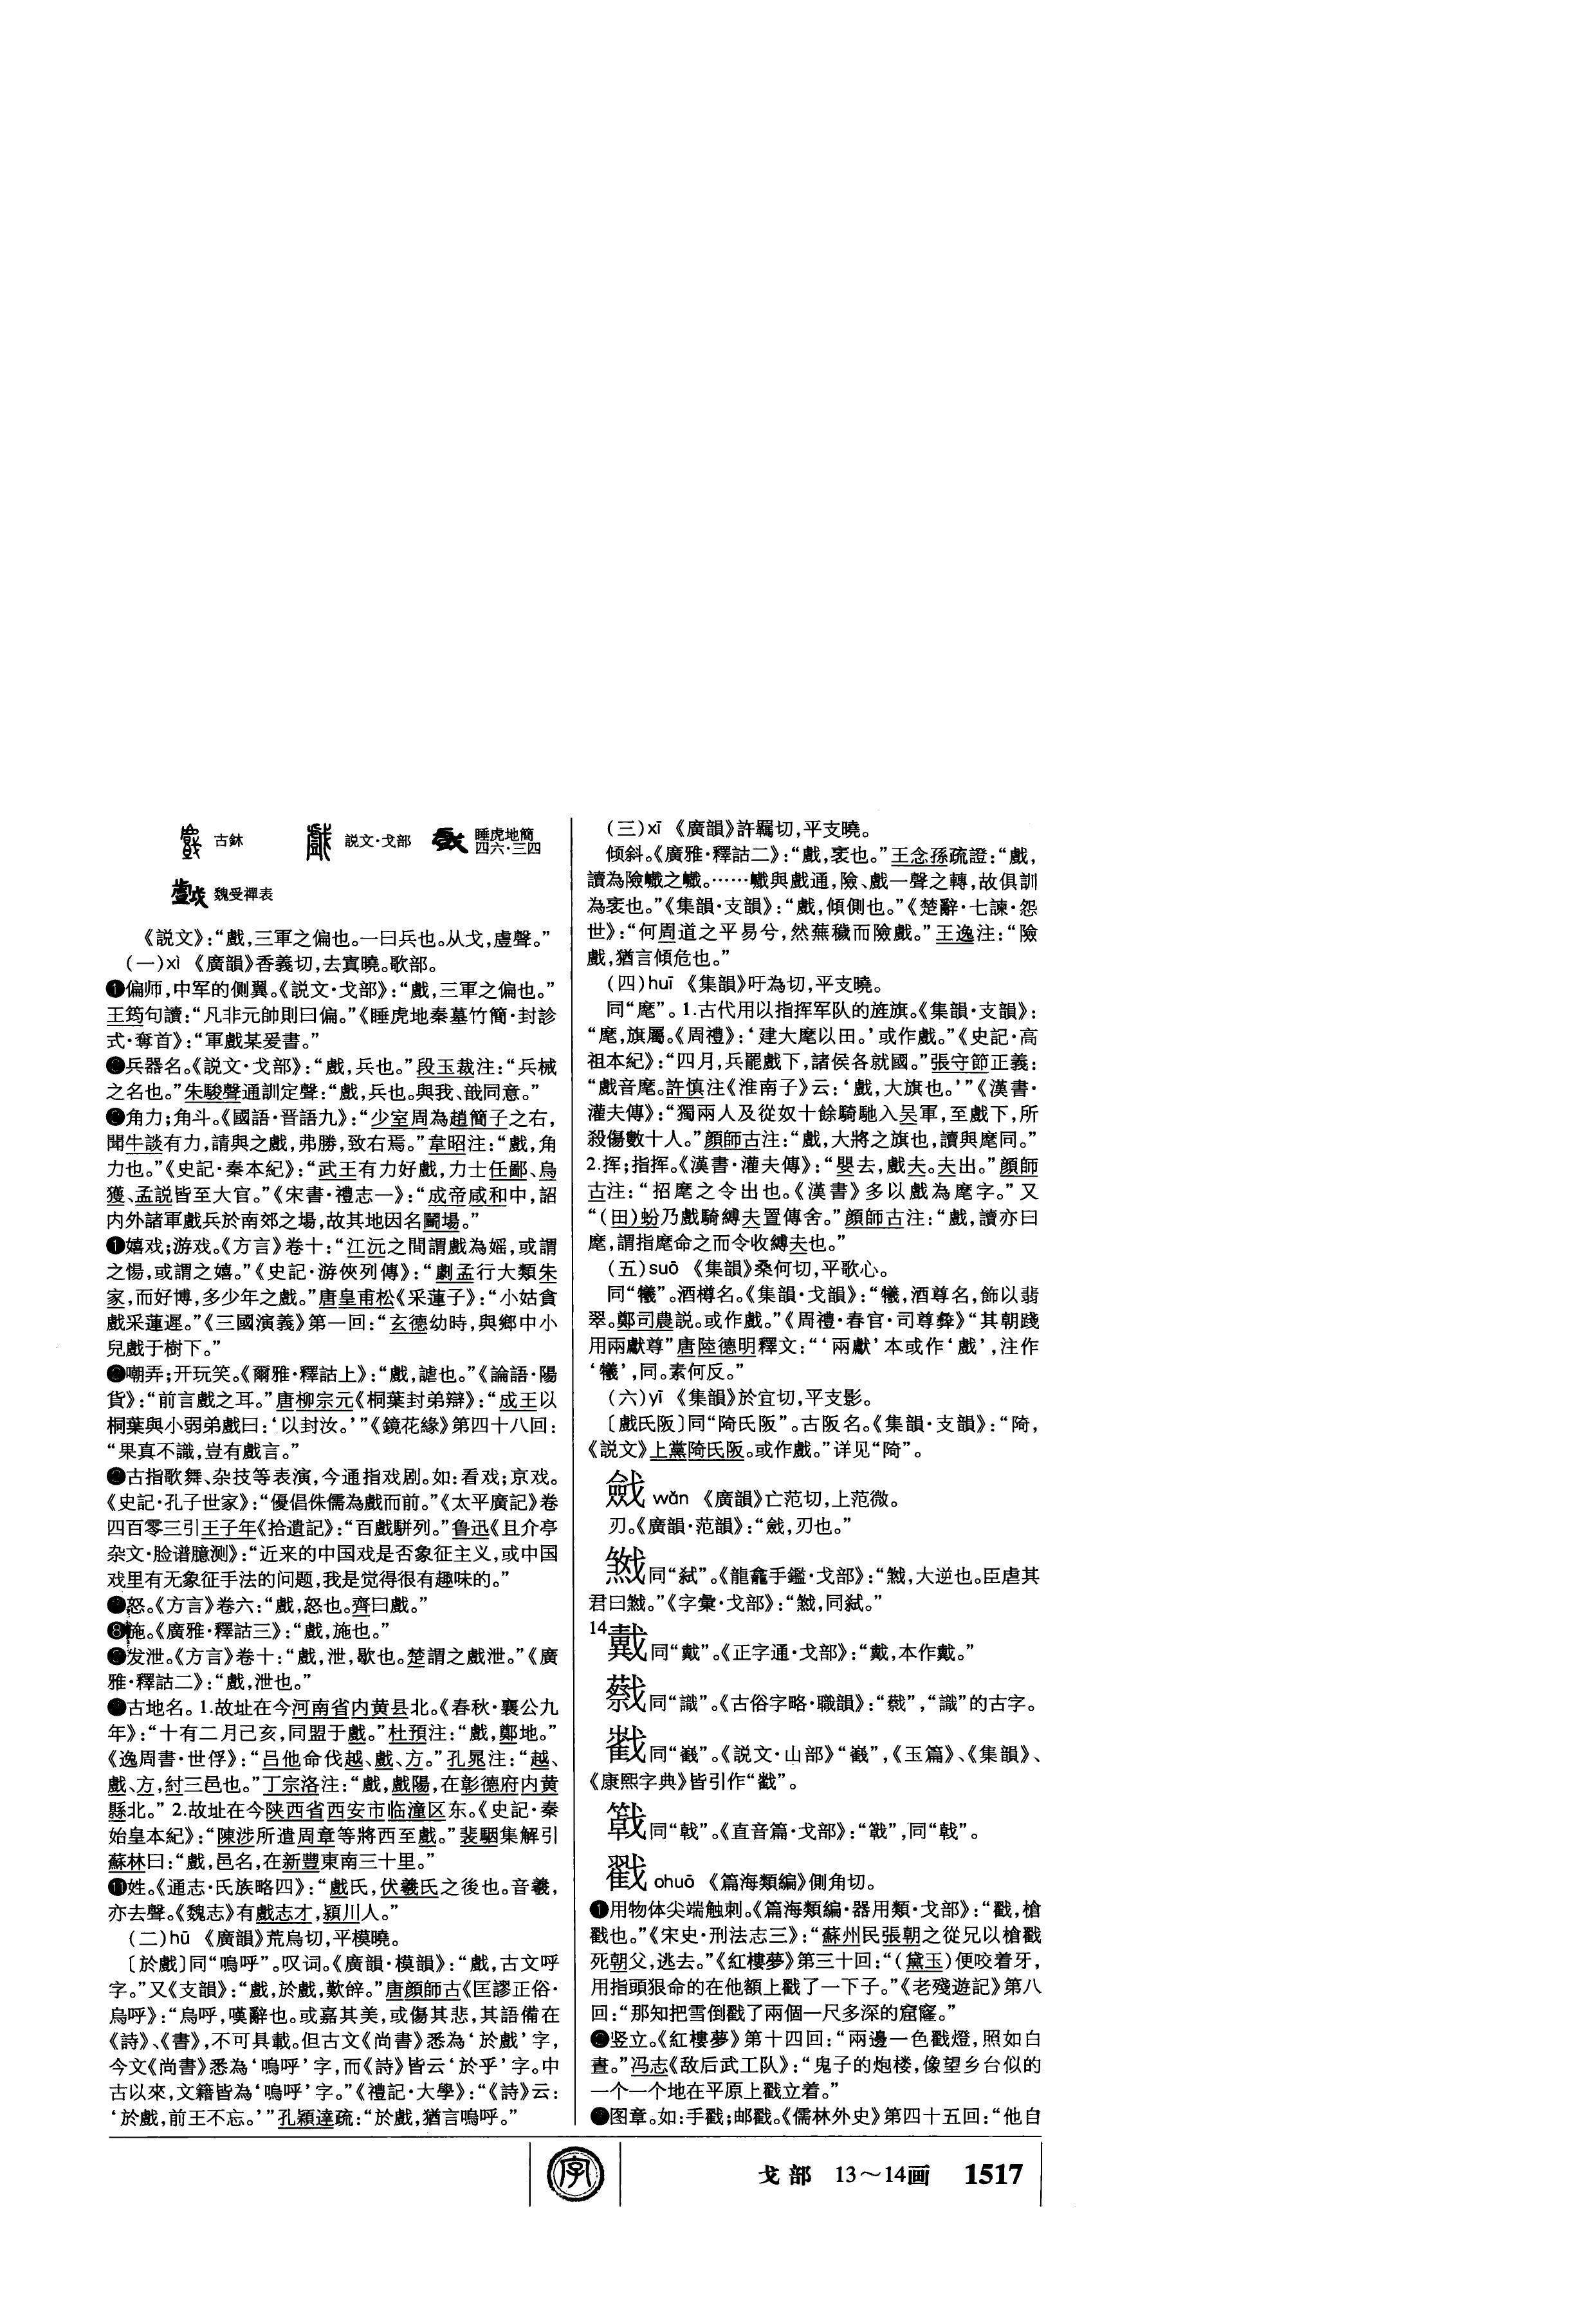 古鉥
説文·戈部
睡虎地簡
四六·三四
魏受禪表
《説文》：“戲，三軍之偏也。一曰兵也。从戈，䖒聲。”
(一)xì 《廣韻》香義切，去寘曉。歌部。
❶偏师，中军的侧翼。《説文·戈部》：“戲，三軍之偏也。”
王筠句讀：“凡非元帥則曰偏。”《睡虎地秦墓竹簡·封診
式·奪首》：“軍戲某爰書。”
兵器名。《説文·戈部》：“戲，兵也。”段玉裁注：“兵械
之名也。”朱駿聲通訓定聲：“戲，兵也。與我、戠同意。”
角力；角斗。《國語·晋語九》：“少室周為趙簡子之右，
聞牛談有力，請與之戲，弗勝，致右焉。”韋昭注：“戲，角
力也。”《史記·秦本紀》：“武王有力好戲，力士任鄙、烏
獲、孟説皆至大官。”《宋書·禮志一》：“成帝咸和中，詔
内外諸軍戲兵於南郊之場，故其地因名鬭場。”
❶嬉戏；游戏。《方言》卷十：“江沅之間謂戲為媱，或謂
之惕，或謂之嬉。”《史記·游俠列傳》：“劇孟行大類朱
家，而好博，多少年之戲。”唐皇甫松《采蓮子》：“小姑貪
戲采蓮遲。”《三國演義》第一回：“玄德幼時，與鄉中小
兒戲于樹下。”
嘲弄；开玩笑。《爾雅·釋詁上》：“戲，謔也。”《論語·陽
貨》：“前言戲之耳。”唐柳宗元《桐葉封弟辯》：“成王以
桐葉與小弱弟戲曰：‘以封汝。’”《鏡花緣》第四十八回：
“果真不識，豈有戲言。”
古指歌舞、杂技等表演，今通指戏剧。如：看戏；京戏。
《史記·孔子世家》：“優倡侏儒為戲而前。”《太平廣記》卷
四百零三引王子年《拾遺記》：“百戲駢列。”鲁迅《且介亭
杂文·脸谱臆测》：“近来的中国戏是否象征主义，或中国
戏里有无象征手法的问题，我是觉得很有趣味的。”
怒。《方言》卷六：“戲，怒也。齊曰戲。”
❽施。《廣雅·釋詁三》：“戲，施也。”
发泄。《方言》卷十：“戲，泄，歇也。楚謂之戲泄。”《廣
雅·釋詁二》：“戲，泄也。”
古地名。1.故址在今河南省内黄县北。《春秋·襄公九
年》：“十有二月己亥，同盟于戲。”杜預注：“戲，鄭地。”
《逸周書·世俘》：“吕他命伐越、戲、方。”孔晁注：“越、
戲、方，紂三邑也。”丁宗洛注：“戲，戲陽，在彰德府内黄
縣北。” 2.故址在今陕西省西安市临潼区东。《史記·秦
始皇本紀》：“陳涉所遣周章等將西至戲。”裴駰集解引
蘇林曰：“戲，邑名，在新豐東南三十里。”
⓫姓。《通志·氏族略四》：“戲氏，伏羲氏之後也。音羲，
亦去聲。《魏志》有戲志才，潁川人。”
(二)hū 《廣韻》荒烏切，平模曉。
〔於戲〕同“嗚呼”。叹词。《廣韻·模韻》：“戲，古文呼
字。”又《支韻》：“戲，於戲，歎辤。”唐顔師古《匡謬正俗·
烏呼》：“烏呼，嘆辭也。或嘉其美，或傷其悲，其語備在
《詩》、《書》，不可具載。但古文《尚書》悉為‘於戲’字，
今文《尚書》悉為‘嗚呼’字，而《詩》皆云‘於乎’字。中
古以來，文籍皆為‘嗚呼’字。”《禮記·大學》：“《詩》云：
‘於戲，前王不忘。’”孔穎達疏：“於戲，猶言嗚呼。”
(三)xī 《廣韻》許羈切，平支曉。
倾斜。《廣雅·釋詁二》：“戲，衺也。”王念孫疏證：“戲，
讀為險巇之巇。……巇與戲通，險、戲一聲之轉，故俱訓
為衺也。”《集韻·支韻》：“戲，傾側也。”《楚辭·七諫·怨
世》：“何周道之平易兮，然蕪穢而險戲。”王逸注：“險
戲，猶言傾危也。”
(四)huī 《集韻》吁為切，平支曉。
同“麾”。1.古代用以指挥军队的旌旗。《集韻·支韻》：
“麾，旗屬。《周禮》：‘建大麾以田。’或作戲。”《史記·高
祖本紀》：“四月，兵罷戲下，諸侯各就國。”張守節正義：
“戲音麾。許慎注《淮南子》云：‘戲，大旗也。’”《漢書·
灌夫傳》：“獨兩人及從奴十餘騎馳入吴軍，至戲下，所
殺傷數十人。”顔師古注：“戲，大將之旗也，讀與麾同。”
2.挥；指挥。《漢書·灌夫傳》：“嬰去，戲夫。夫出。”顔師
古注：“招麾之令出也。《漢書》多以戲為麾字。”又
“(田)蚡乃戲騎縛夫置傳舍。”顔師古注：“戲，讀亦曰
麾，謂指麾命之而令收縛夫也。”
(五)suō 《集韻》桑何切，平歌心。
同“犧”。酒樽名。《集韻·戈韻》：“犧，酒尊名，飾以翡
翠。鄭司農説。或作戲。”《周禮·春官·司尊彝》“其朝踐
用兩獻尊”唐陸德明釋文：“‘兩獻’本或作‘戲’，注作
‘犧’，同。素何反。”
(六)yī 《集韻》於宜切，平支影。
〔戲氏阪〕同“陭氏阪”。古阪名。《集韻·支韻》：“陭，
《説文》上黨陭氏阪。或作戲。”详见“陭”。
wǎn 《廣韻》亡范切，上范微。
刃。《廣韻·范韻》：“，刃也。”
同“弑”。《龍龕手鑑·戈部》：“，大逆也。臣虐其
君曰。”《字彙·戈部》：“，同弑。”
14
戴同“戴”。《正字通·戈部》：“戴，本作戴。”
同“識”。《古俗字略·職韻》：“”，“識”的古字。
同“”。《説文·山部》“”，《玉篇》、《集韻》、
《康熙字典》皆引作“”。
同“戟”。《直音篇·戈部》：“”，同“戟”。
戳 ohuō 《篇海類編》側角切。
❶用物体尖端触刺。《篇海類編·器用類·戈部》：“戳，槍
戳也。”《宋史·刑法志三》：“蘇州民張朝之從兄以槍戳
死朝父，逃去。”《紅樓夢》第三十回：“(黛玉)便咬着牙，
用指頭狠命的在他額上戳了一下子。”《老殘遊記》第八
回：“那知把雪倒戳了兩個一尺多深的窟窿。”
竖立。《紅樓夢》第十四回：“兩邊一色戳燈，照如白
晝。”冯志《敌后武工队》：“鬼子的炮楼，像望乡台似的
一个一个地在平原上戳立着。”
图章。如：手戳；邮戳。《儒林外史》第四十五回：“他自
字
戈部 13～14画 1517